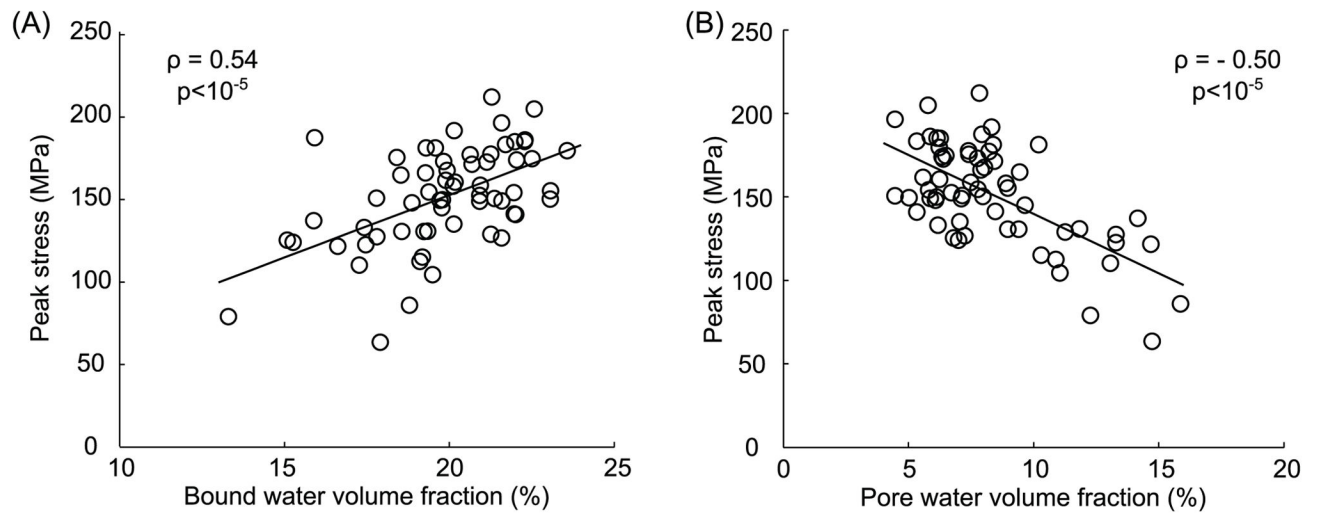 (A)
ρ = 0.54
p<10⁻⁵
Peak stress (MPa)
250
200
150
100
50
0
10 15 20 25
Bound water volume fraction (%)
(B)
ρ = - 0.50
p<10⁻⁵
Peak stress (MPa)
250
200
150
100
50
0
0 5 10 15 20
Pore water volume fraction (%)